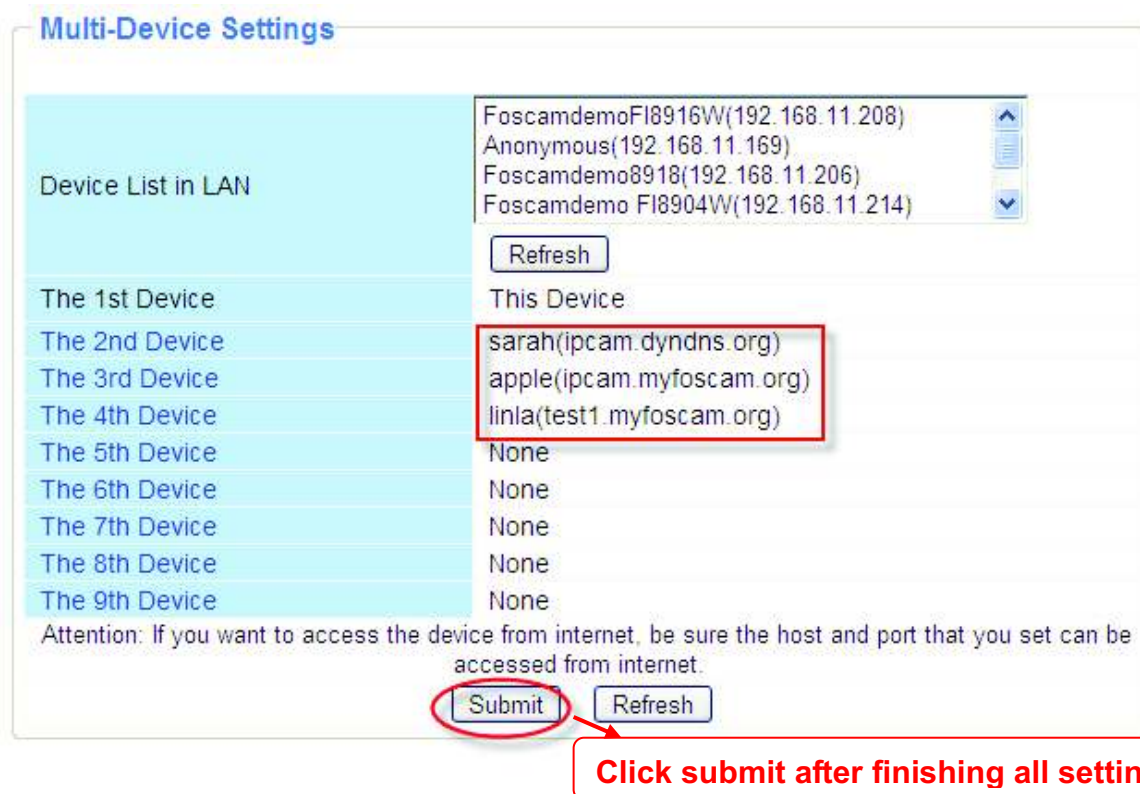 Multi-Device Settings
Device List in LAN
FoscamdemoFI8916W(192.168.11.208)
Anonymous(192.168.11.169)
Foscamdemo8918(192.168.11.206)
Foscamdemo FI8904W(192.168.11.214)
Refresh
The 1st Device This Device
The 2nd Device sarah(ipcam.dyndns.org)
The 3rd Device apple(ipcam.myfoscam.org)
The 4th Device linla(test1.myfoscam.org)
The 5th Device None
The 6th Device None
The 7th Device None
The 8th Device None
The 9th Device None
Attention: If you want to access the device from internet, be sure the host and port that you set can be
accessed from internet.
Submit Refresh
Click submit after finishing all